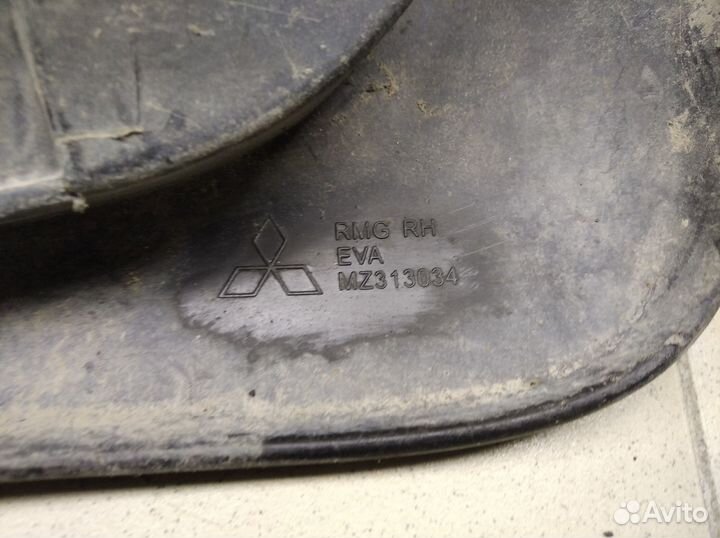 RMG RH
EVA
MZ313034
Avito